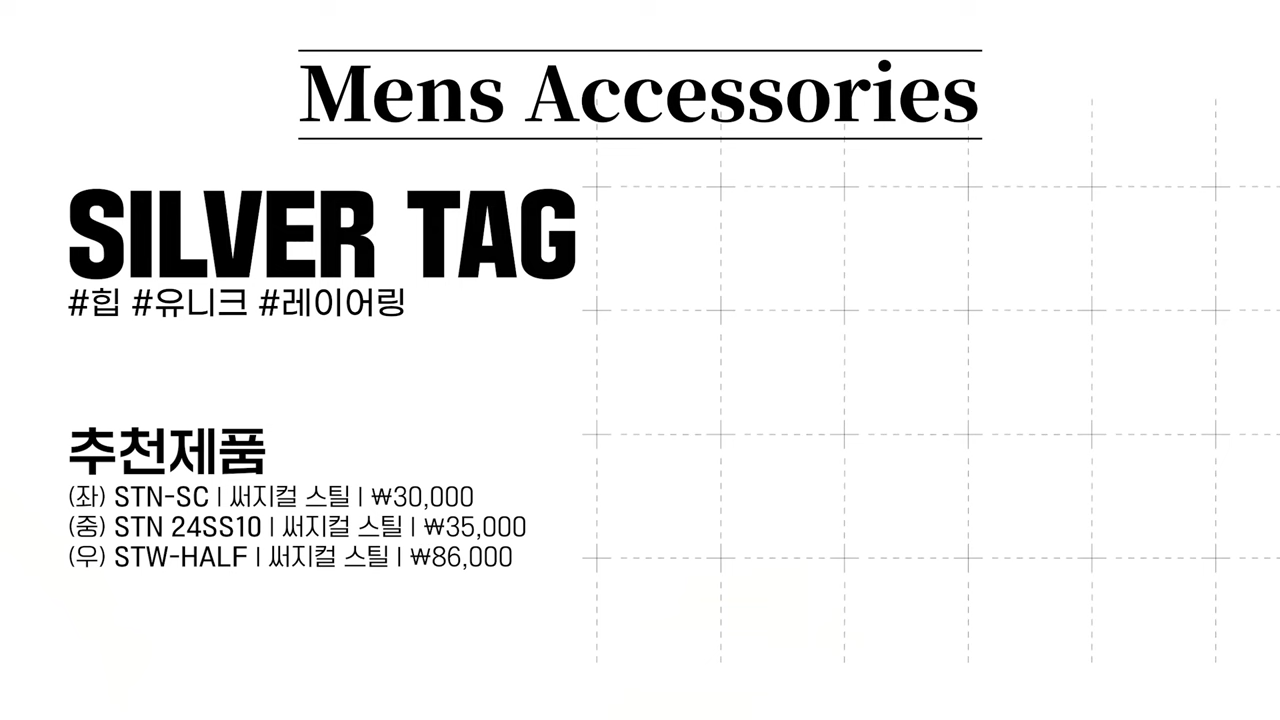 Mens Accessories
SILVER TAG
#힙 #유니크 #레이어링
추천제품
(좌) STN-SC | 써지컬 스틸 | ₩30,000
(중) STN 24SS10 | 써지컬 스틸 | ₩35,000
(우) STW-HALF | 써지컬 스틸 | ₩86,000